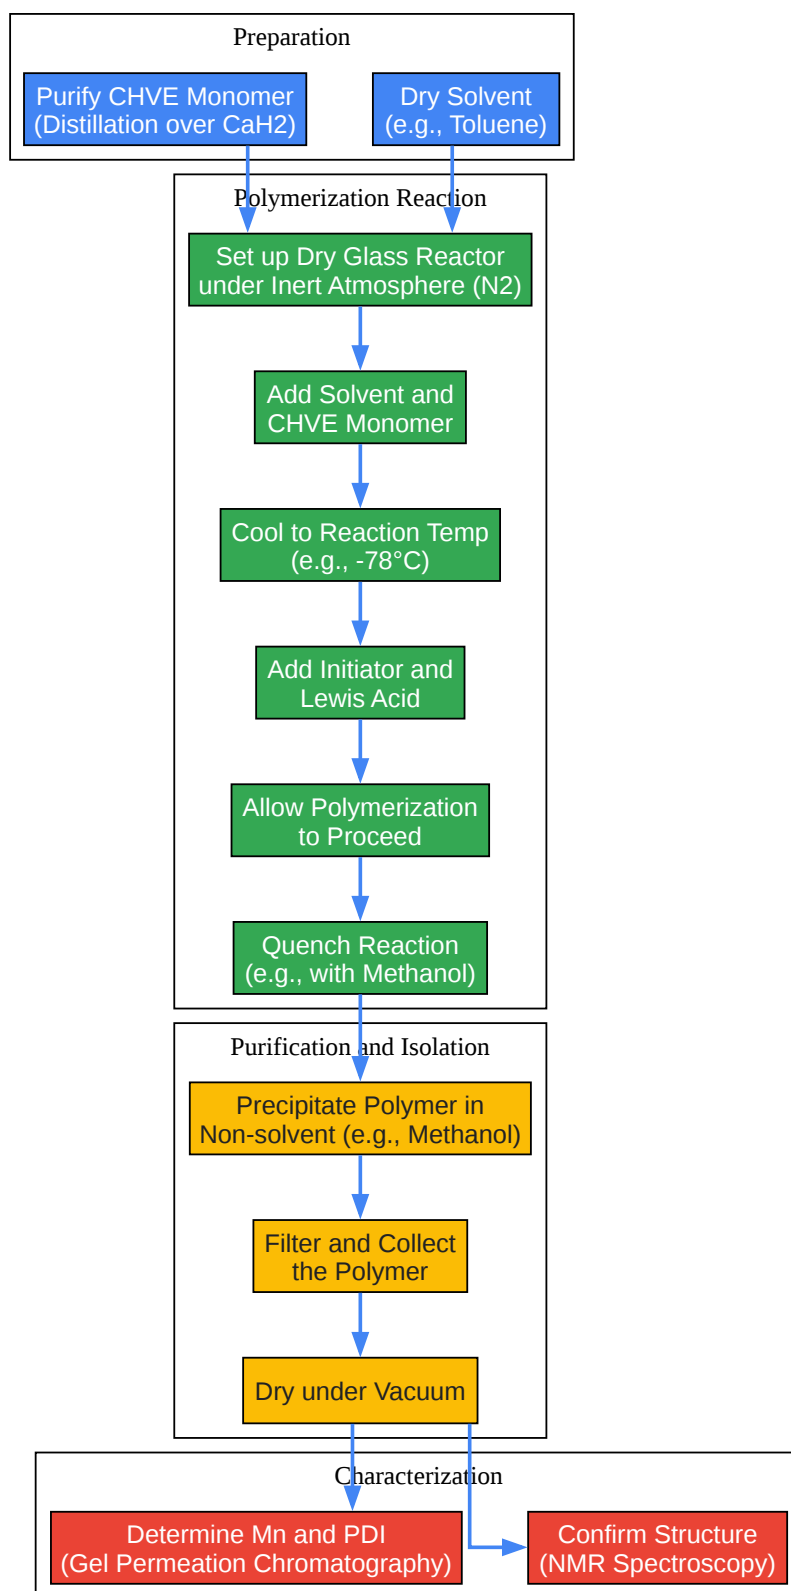 Preparation
Purify CHVE Monomer
(Distillation over CaH2)
Dry Solvent
(e.g., Toluene)
Polymerization Reaction
Set up Dry Glass Reactor
under Inert Atmosphere (N2)
Add Solvent and
CHVE Monomer
Cool to Reaction Temp
(e.g., -78°C)
Add Initiator and
Lewis Acid
Allow Polymerization
to Proceed
Quench Reaction
(e.g., with Methanol)
Purification and Isolation
Precipitate Polymer in
Non-solvent (e.g., Methanol)
Filter and Collect
the Polymer
Dry under Vacuum
Characterization
Determine Mn and PDI
(Gel Permeation Chromatography)
Confirm Structure
(NMR Spectroscopy)